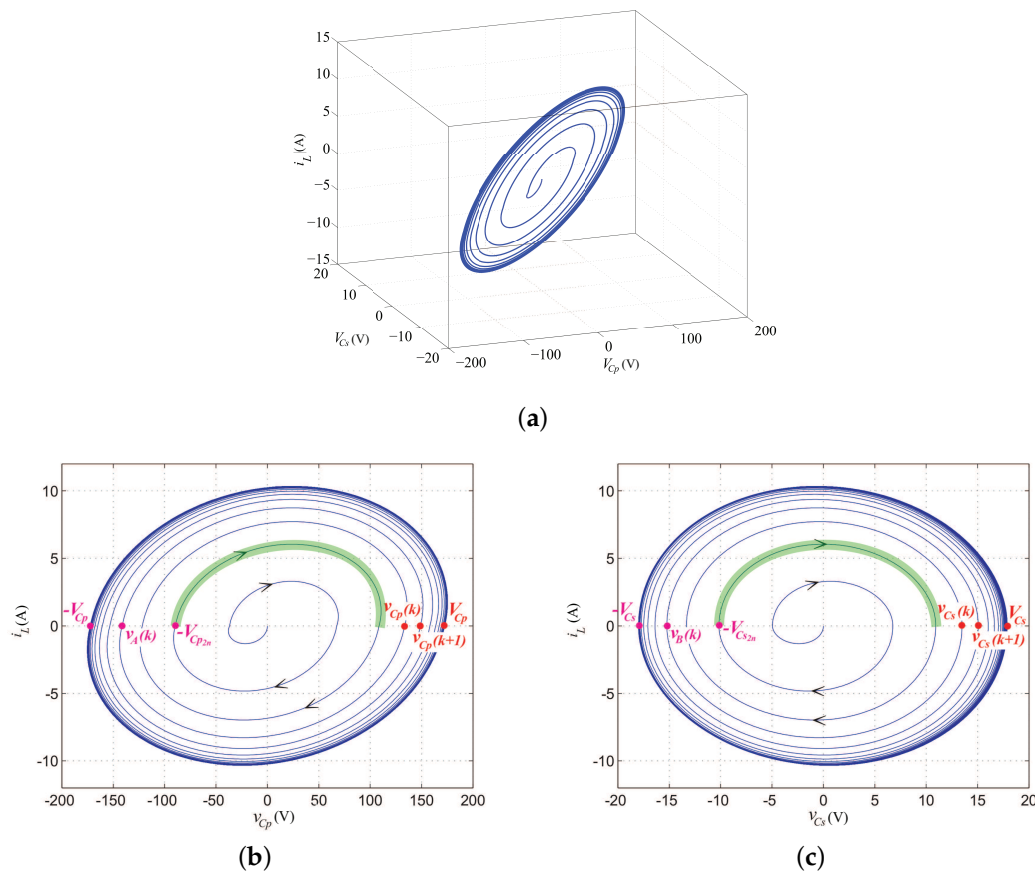 15
10
5
0
−5
−10
−15
i_L (A)
20
10
0
−10
−20
V_Cs (V)
−200
−100
0
100
200
V_Cp (V)
(a)
10
5
0
-5
-10
i_L (A)
-V_Cp
v_A(k)
-V_Cp2n
v_Cp(k)
V_Cp
v_Cp(k+1)
-200 -150 -100 -50 0 50 100 150 200
v_Cp (V)
(b)
10
5
0
-5
-10
i_L (A)
-V_Cs
v_B(k)
-V_Cs2n
v_Cs(k)
V_Cs
v_Cs(k+1)
-20 -15 -10 -5 0 5 10 15 20
v_Cs (V)
(c)